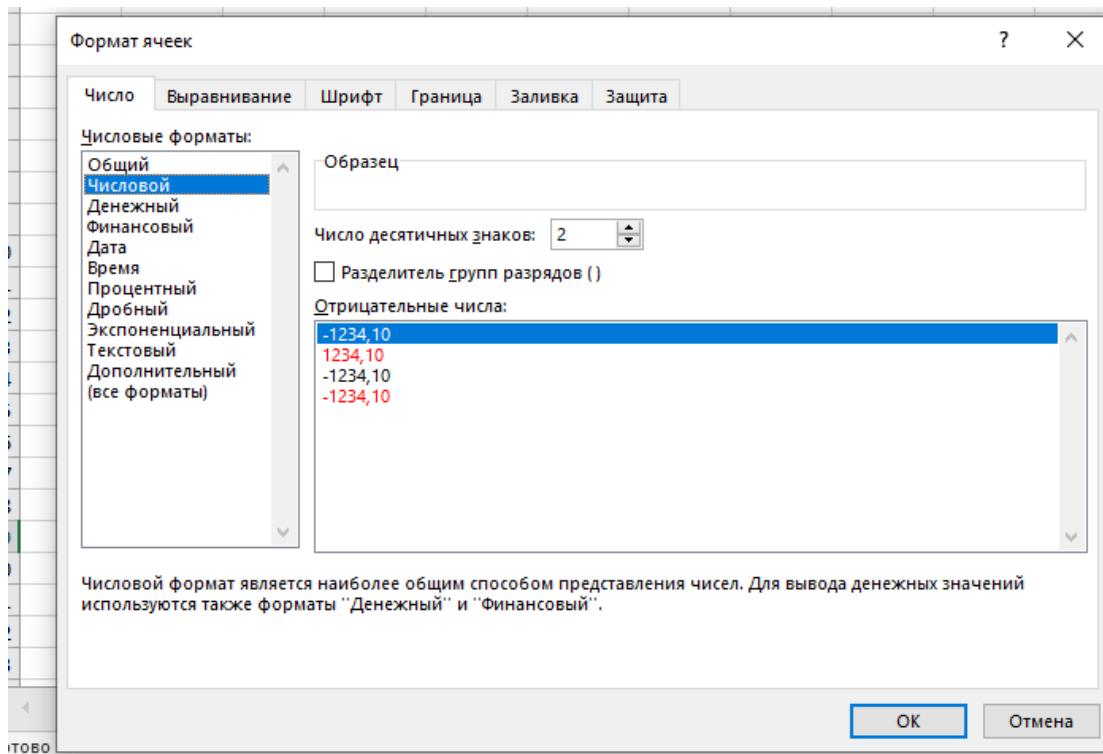 Формат ячеек
Число Выравнивание Шрифт Граница Заливка Защита
Числовые форматы:
Общий
Числовой
Денежный
Финансовый
Дата
Время
Процентный
Дробный
Экспоненциальный
Текстовый
Дополнительный
(все форматы)
Образец
Число десятичных знаков: 2
Разделитель групп разрядов ( )
Отрицательные числа:
-1234,10
1234,10
-1234,10
-1234,10
Числовой формат является наиболее общим способом представления чисел. Для вывода денежных значений
используются также форматы "Денежный" и "Финансовый".
ОК Отмена